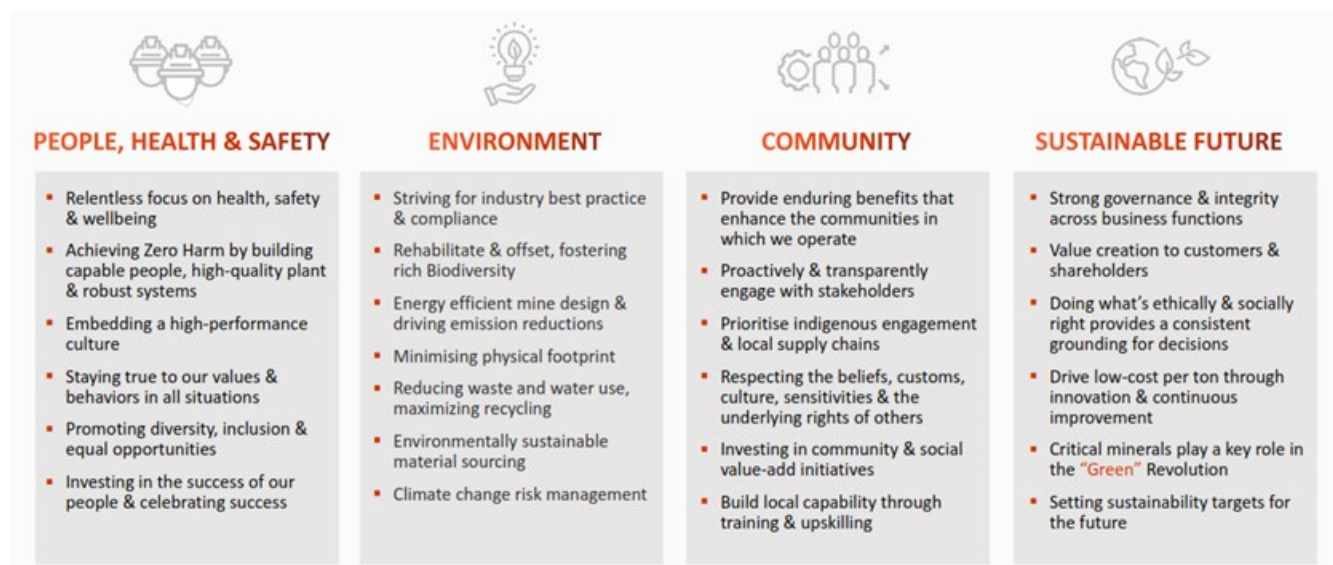 PEOPLE, HEALTH & SAFETY
▪ Relentless focus on health, safety
& wellbeing
▪ Achieving Zero Harm by building
capable people, high-quality plant
& robust systems
▪ Embedding a high-performance
culture
▪ Staying true to our values &
behaviors in all situations
▪ Promoting diversity, inclusion &
equal opportunities
▪ Investing in the success of our
people & celebrating success
ENVIRONMENT
▪ Striving for industry best practice
& compliance
▪ Rehabilitate & offset, fostering
rich Biodiversity
▪ Energy efficient mine design &
driving emission reductions
▪ Minimising physical footprint
▪ Reducing waste and water use,
maximizing recycling
▪ Environmentally sustainable
material sourcing
▪ Climate change risk management
COMMUNITY
▪ Provide enduring benefits that
enhance the communities in
which we operate
▪ Proactively & transparently
engage with stakeholders
▪ Prioritise indigenous engagement
& local supply chains
▪ Respecting the beliefs, customs,
culture, sensitivities & the
underlying rights of others
▪ Investing in community & social
value-add initiatives
▪ Build local capability through
training & upskilling
SUSTAINABLE FUTURE
▪ Strong governance & integrity
across business functions
▪ Value creation to customers &
shareholders
▪ Doing what's ethically & socially
right provides a consistent
grounding for decisions
▪ Drive low-cost per ton through
innovation & continuous
improvement
▪ Critical minerals play a key role in
the “Green” Revolution
▪ Setting sustainability targets for
the future